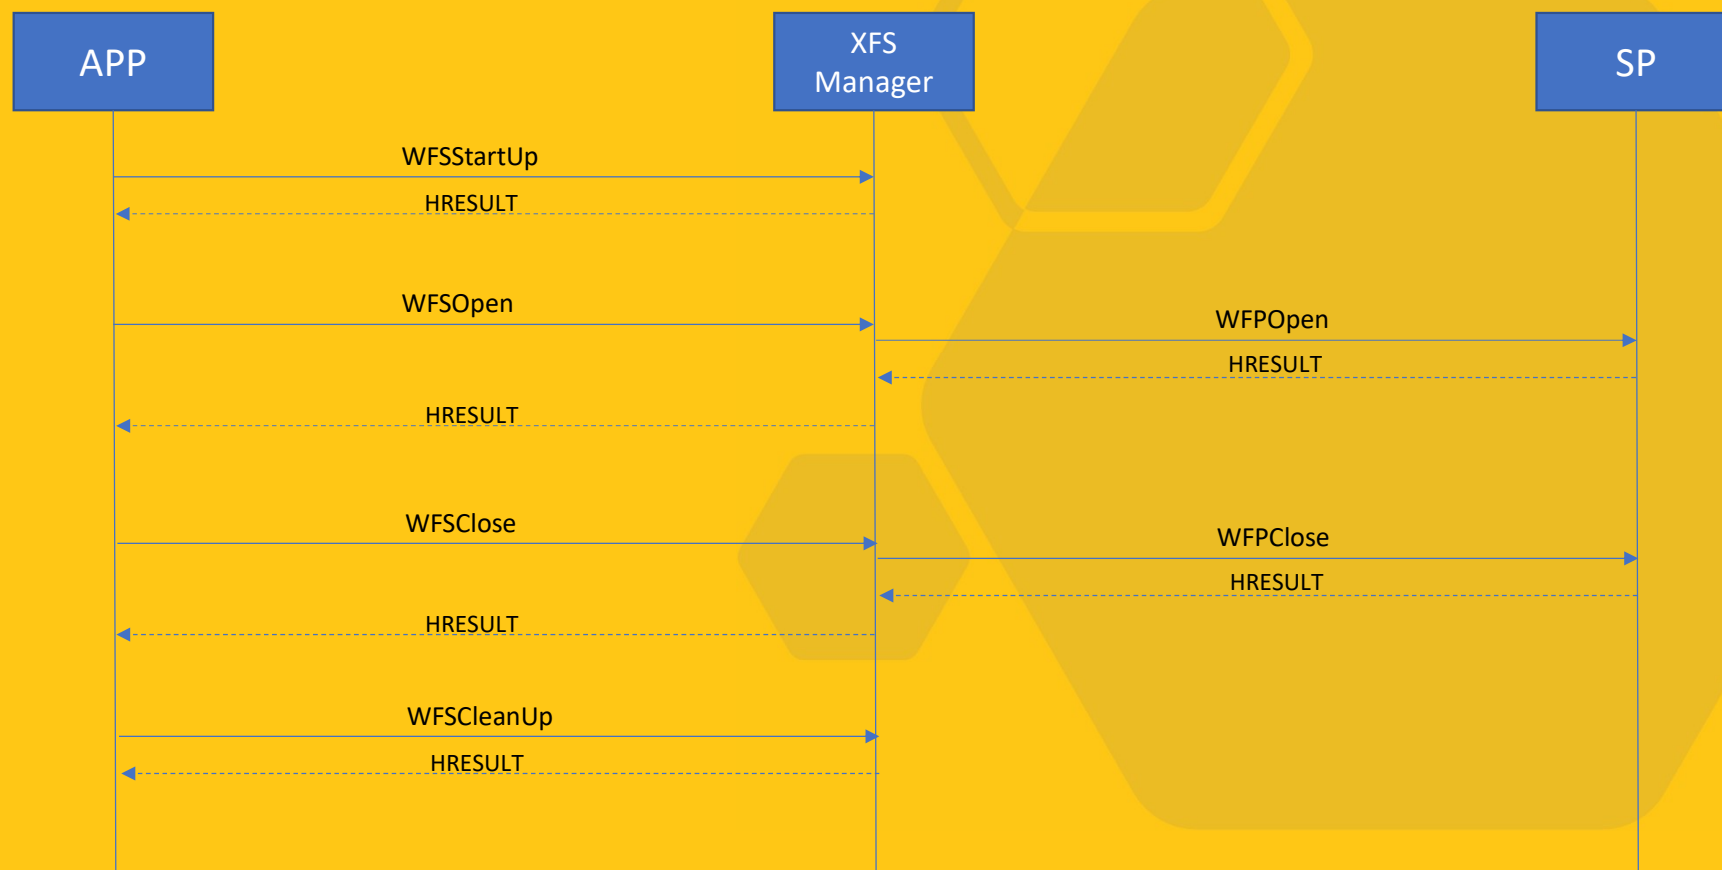 APP
XFS
Manager
SP
WFSStartUp
HRESULT
WFSOpen
WFPOpen
HRESULT
HRESULT
WFSClose
WFPClose
HRESULT
HRESULT
WFSCleanUp
HRESULT